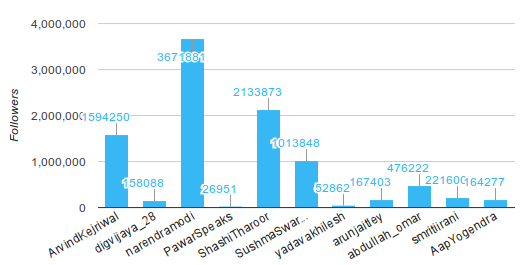 4,000,000
3,000,000
2,000,000
1,000,000
0
Followers
1594250
158088
3671881
26951
2133873
1013848
52862
167403
476222
221600
164277
ArvindKejriwal
digvijaya_28
narendramodi
PawarSpeaks
ShashiTharoor
SushmaSwar...
yadavakhilesh
arunjaitley
abdullah_omar
smritiirani
AapYogendra